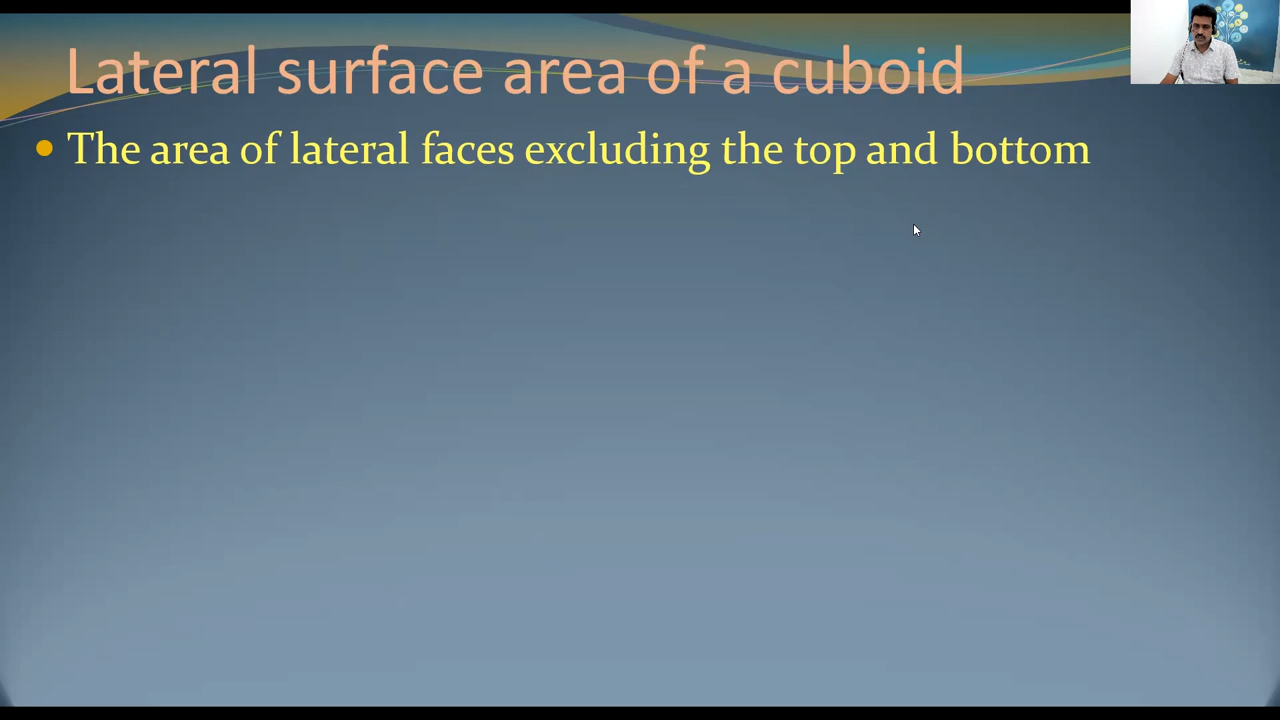 Lateral surface area of a cuboid
The area of lateral faces excluding the top and bottom